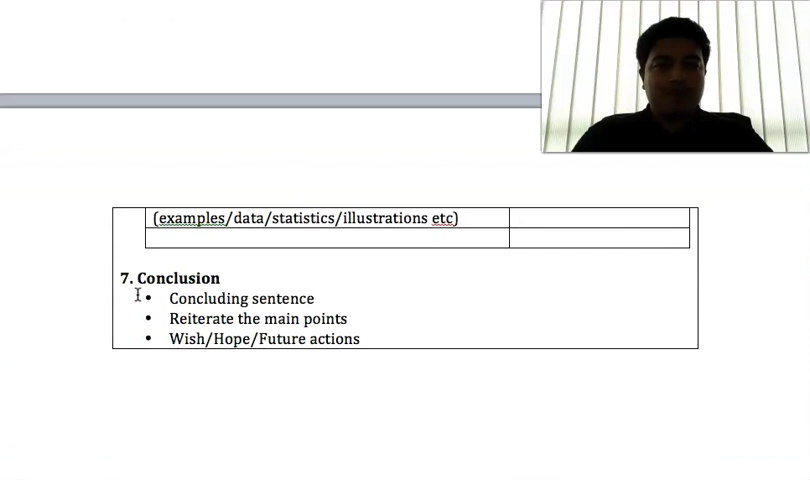 (examples/data/statistics/illustrations etc)
7. Conclusion
• Concluding sentence
• Reiterate the main points
• Wish/Hope/Future actions